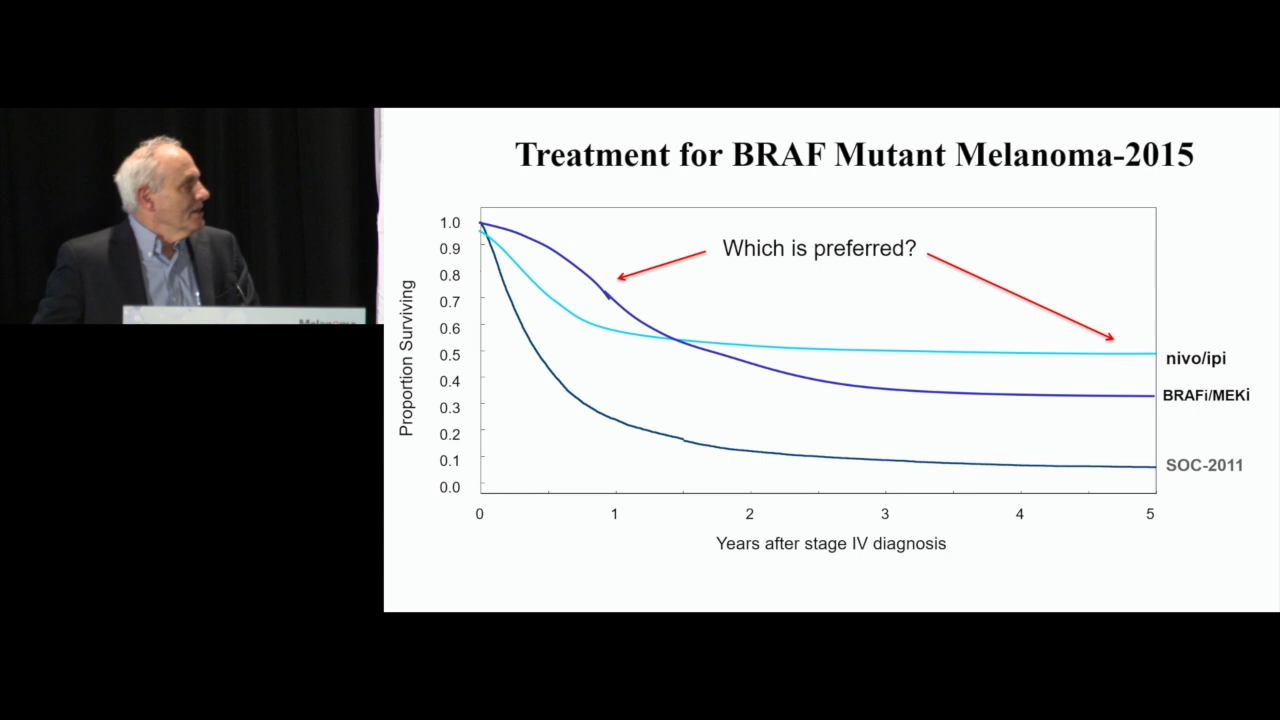 Treatment for BRAF Mutant Melanoma-2015
Which is preferred?
1.0
0.9
0.8
0.7
0.6
0.5
0.4
0.3
0.2
0.1
0.0
Proportion Surviving
nivo/ipi
BRAFi/MEKi
SOC-2011
0 1 2 3 4 5
Years after stage IV diagnosis
Melanoma